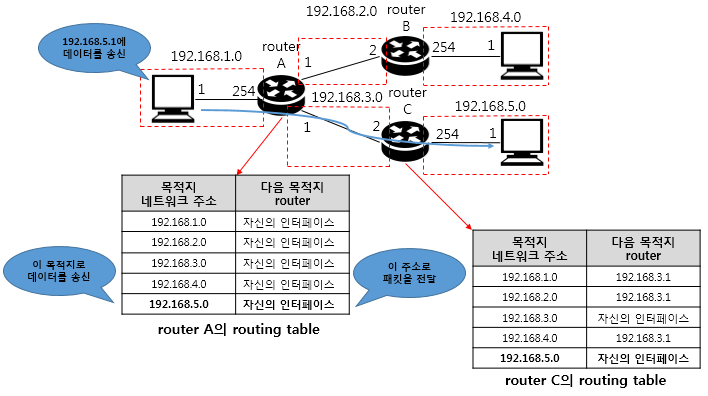 192.168.5.1에
데이터를 송신
192.168.1.0
router
A
192.168.2.0
router
B
192.168.4.0
1
254
1
2
254
1
192.168.3.0
router
C
192.168.5.0
1
2
254
1
목적지
네트워크 주소
다음 목적지
router
192.168.1.0 자신의 인터페이스
192.168.2.0 자신의 인터페이스
192.168.3.0 자신의 인터페이스
192.168.4.0 자신의 인터페이스
192.168.5.0 자신의 인터페이스
router A의 routing table
이 목적지로
데이터를 송신
이 주소로
패킷을 전달
목적지
네트워크 주소
다음 목적지
router
192.168.1.0 192.168.3.1
192.168.2.0 192.168.3.1
192.168.3.0 자신의 인터페이스
192.168.4.0 192.168.3.1
192.168.5.0 자신의 인터페이스
router C의 routing table